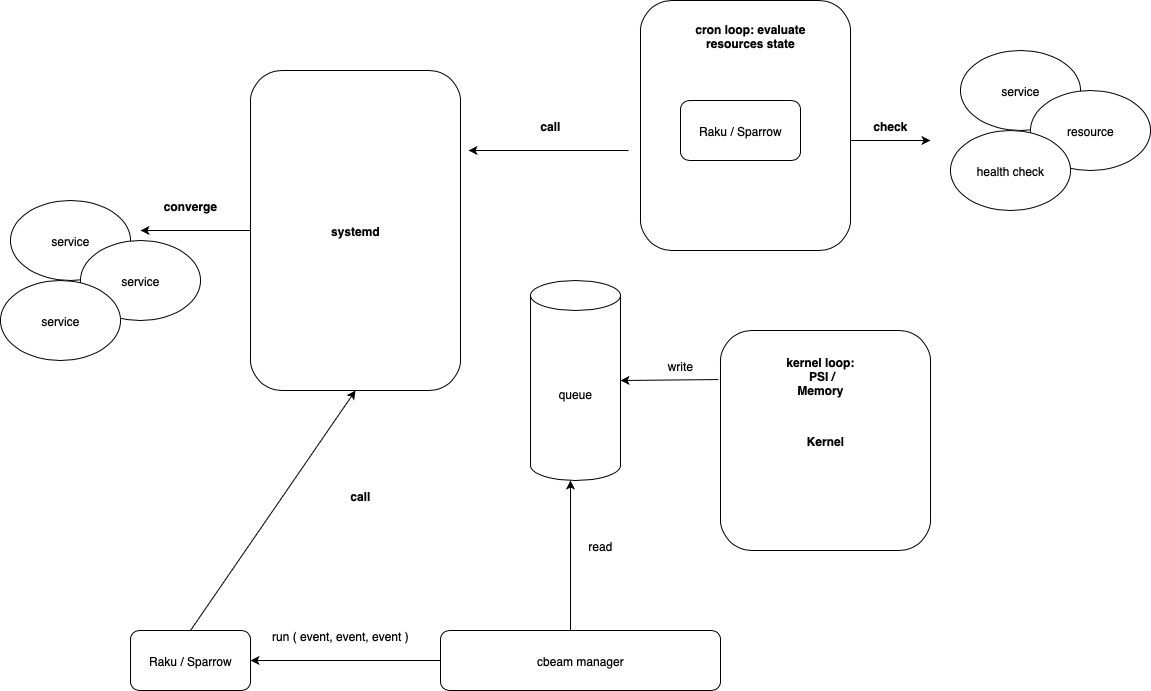 cron loop: evaluate
resources state
Raku / Sparrow
call
check
service
resource
health check
converge
service
service
service
systemd
queue
write
kernel loop:
PSI /
Memory
Kernel
call
read
Raku / Sparrow
run ( event, event, event )
cbeam manager